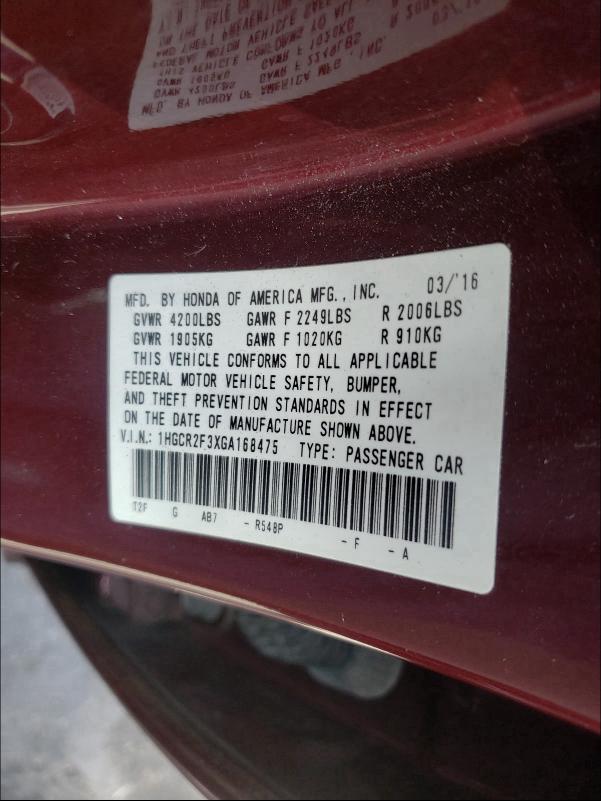 MFD. BY HONDA OF AMERICA MFG., INC. 03/'16
GVWR 4200LBS GAWR F 2249LBS R 2006LBS
GVWR 1905KG GAWR F 1020KG R 910KG
THIS VEHICLE CONFORMS TO ALL APPLICABLE
FEDERAL MOTOR VEHICLE SAFETY, BUMPER,
AND THEFT PREVENTION STANDARDS IN EFFECT
ON THE DATE OF MANUFACTURE SHOWN ABOVE.
V.I.N.: 1HGCR2F3XGA168475 TYPE: PASSENGER CAR
T2F G AB7 - R548P - F - A